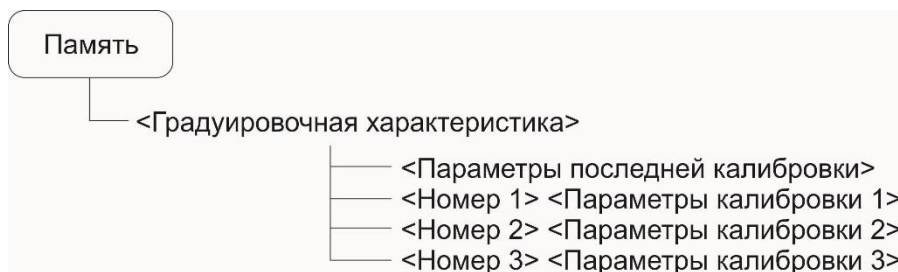 Память
<Градуировочная характеристика>
<Параметры последней калибровки>
<Номер 1> <Параметры калибровки 1>
<Номер 2> <Параметры калибровки 2>
<Номер 3> <Параметры калибровки 3>